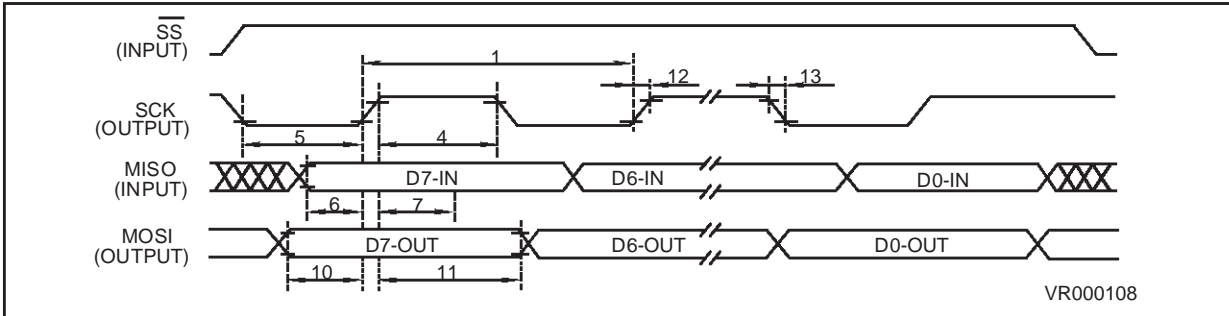 SS
(INPUT)
1
12
13
SCK
(OUTPUT)
5
4
MISO
(INPUT)
D7-IN
D6-IN
D0-IN
6
7
MOSI
(OUTPUT)
D7-OUT
D6-OUT
D0-OUT
10
11
VR000108